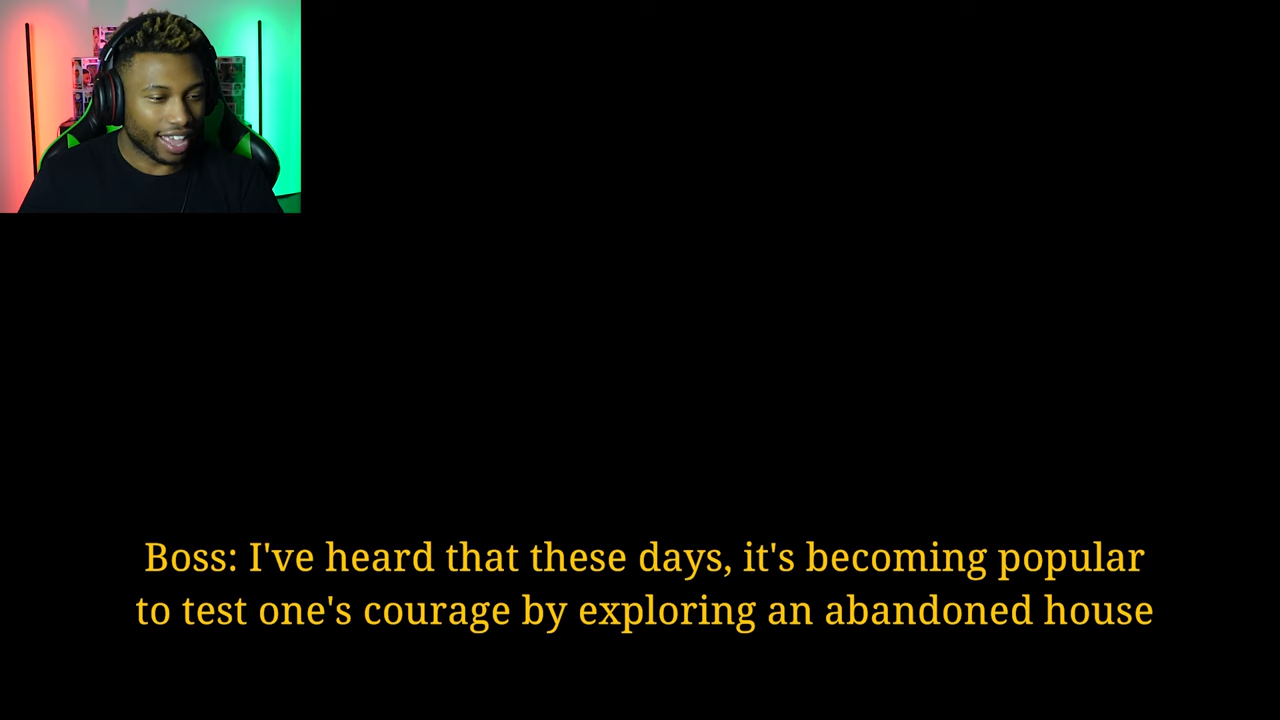 Boss: I've heard that these days, it's becoming popular
to test one's courage by exploring an abandoned house